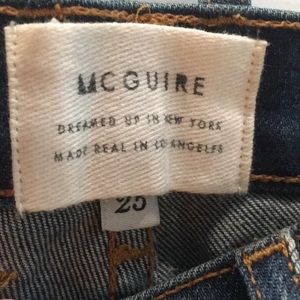 MCGUIRE
DREAMED UP IN NEW YORK
MADE REAL IN LOS ANGELES
25